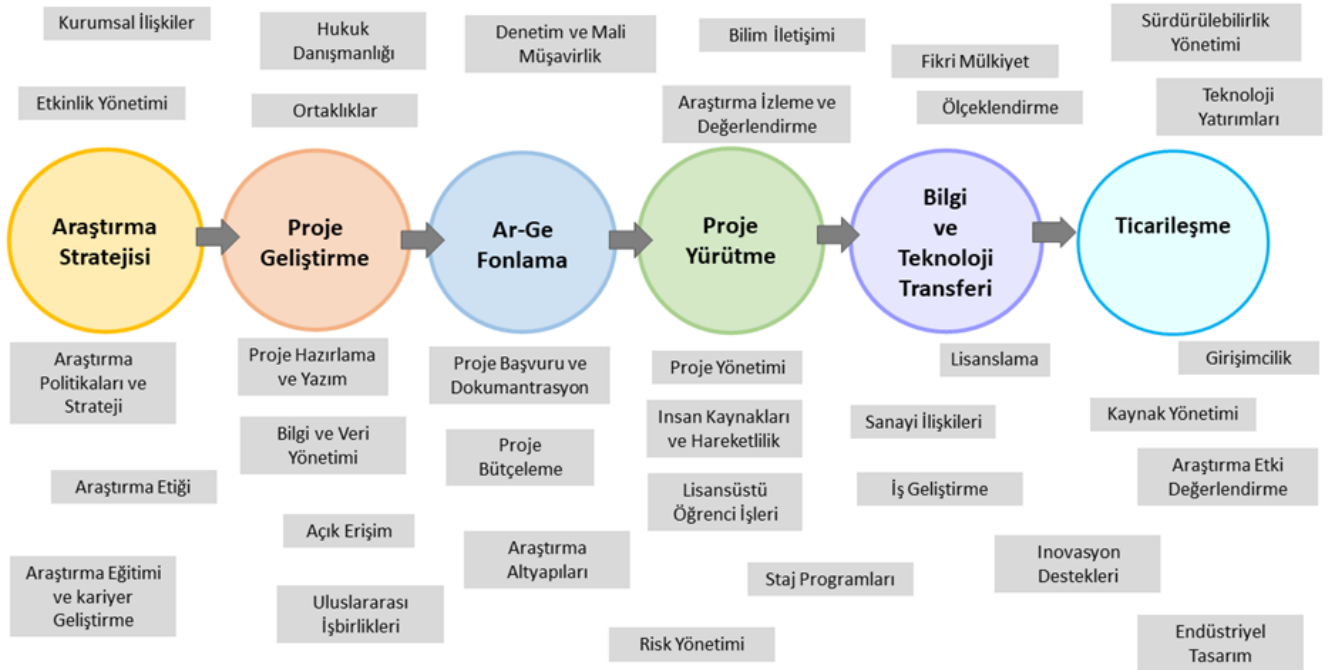 Kurumsal İlişkiler
Hukuk
Danışmanlığı
Denetim ve Mali
Müşavirlik
Bilim İletişimi
Fikri Mülkiyet
Sürdürülebilirlik
Yönetimi
Etkinlik Yönetimi
Ortaklıklar
Araştırma İzleme ve
Değerlendirme
Ölçeklendirme
Teknoloji
Yatırımları
Araştırma
Stratejisi
Proje
Geliştirme
Ar-Ge
Fonlama
Proje
Yürütme
Bilgi
ve
Teknoloji
Transferi
Ticarileşme
Araştırma
Politikaları ve
Strateji
Proje Hazırlama
ve Yazım
Proje Başvuru ve
Dokumantrasyon
Proje Yönetimi
Lisanslama
Girişimcilik
Bilgi ve Veri
Yönetimi
Proje
Bütçeleme
Insan Kaynakları
ve Hareketlilik
Sanayi İlişkileri
Kaynak Yönetimi
Araştırma Etiği
Lisansüstü
Öğrenci İşleri
İş Geliştirme
Araştırma Etki
Değerlendirme
Açık Erişim
Araştırma
Altyapıları
Inovasyon
Destekleri
Araştırma Eğitimi
ve kariyer
Geliştirme
Uluslararası
İşbirlikleri
Staj Programları
Risk Yönetimi
Endüstriyel
Tasarım